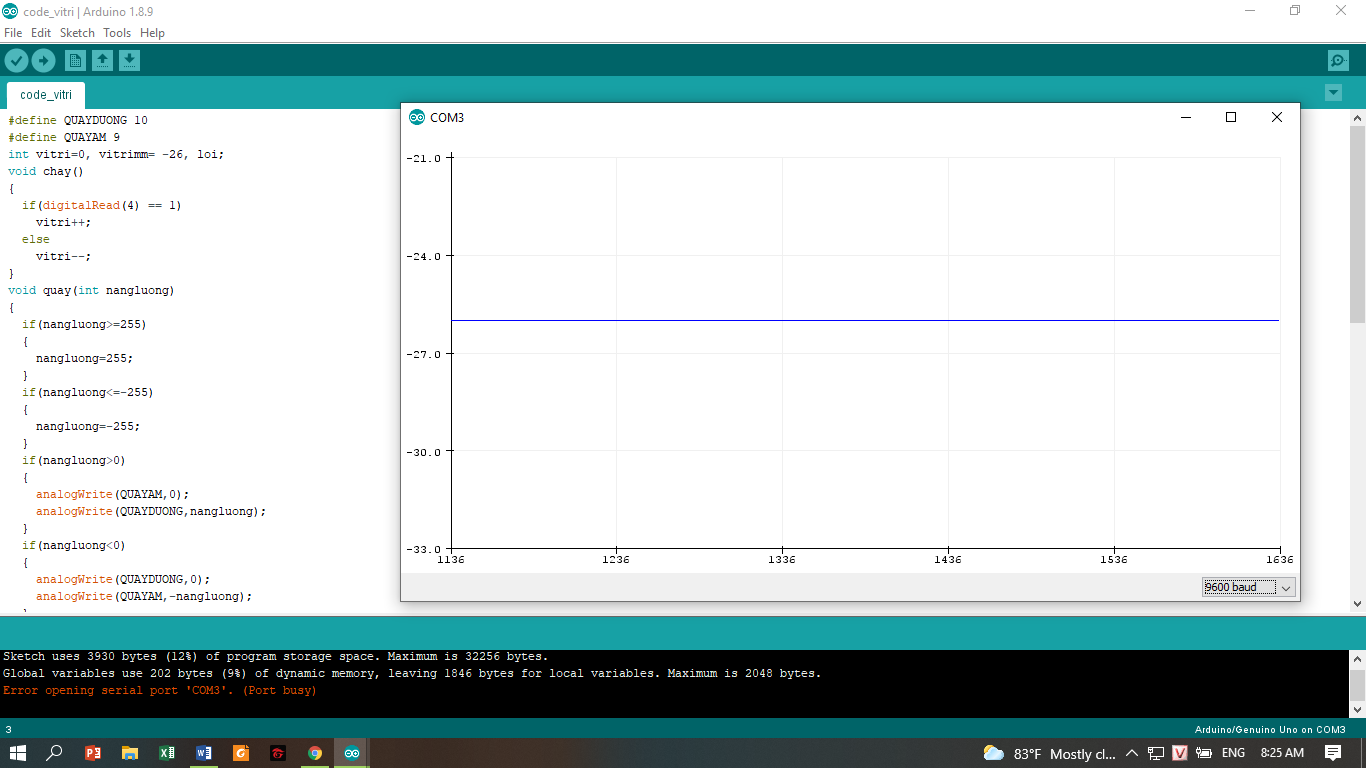 code_vitri | Arduino 1.8.9
File Edit Sketch Tools Help
code_vitri
#define QUAYDUONG 10
#define QUAYAM 9
int vitri=0, vitrimm= -26, loi;
void chay()
{
if(digitalRead(4) == 1)
vitri++;
else
vitri--;
}
void quay(int nangluong)
{
if(nangluong>=255)
{
nangluong=255;
}
if(nangluong<=-255)
{
nangluong=-255;
}
if(nangluong>0)
{
analogWrite(QUAYAM,0);
analogWrite(QUAYDUONG,nangluong);
}
if(nangluong<0)
{
analogWrite(QUAYDUONG,0);
analogWrite(QUAYAM,-nangluong);
COM3
-21.0
-24.0
-27.0
-30.0
-33.0
1136 1236 1336 1436 1536 1636
9600 baud
Sketch uses 3930 bytes (12%) of program storage space. Maximum is 32256 bytes.
Global variables use 202 bytes (9%) of dynamic memory, leaving 1846 bytes for local variables. Maximum is 2048 bytes.
Error opening serial port 'COM3'. (Port busy)
3
Arduino/Genuino Uno on COM3
83°F Mostly cl... ENG 8:25 AM